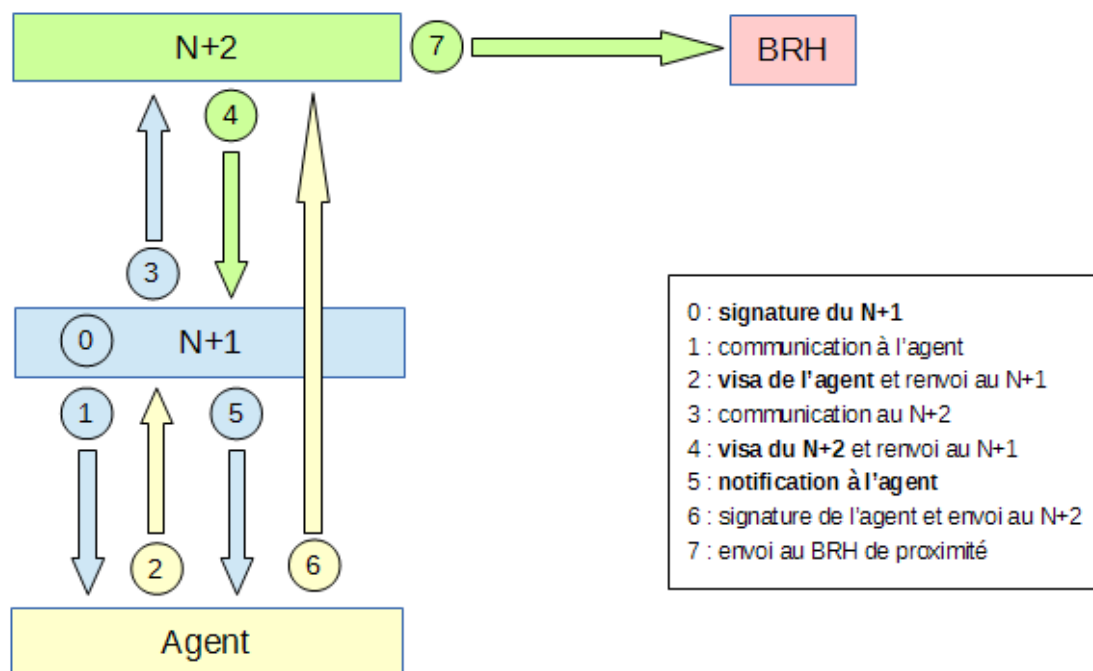 N+2
7
BRH
4
3
0
N+1
1
5
2
6
Agent
0 : signature du N+1
1 : communication à l'agent
2 : visa de l'agent et renvoi au N+1
3 : communication au N+2
4 : visa du N+2 et renvoi au N+1
5 : notification à l'agent
6 : signature de l'agent et envoi au N+2
7 : envoi au BRH de proximité